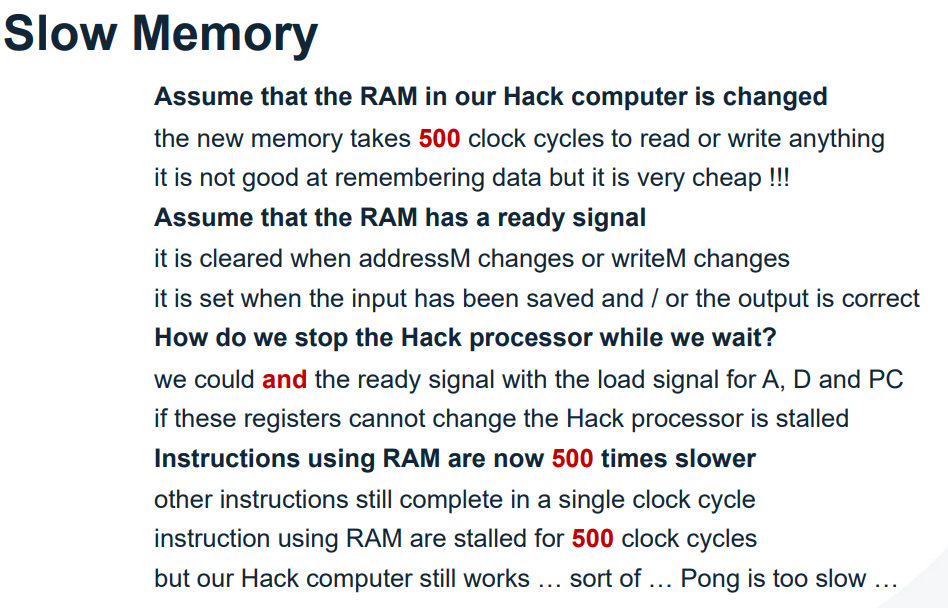 Slow Memory
Assume that the RAM in our Hack computer is changed
the new memory takes 500 clock cycles to read or write anything
it is not good at remembering data but it is very cheap !!!
Assume that the RAM has a ready signal
it is cleared when addressM changes or writeM changes
it is set when the input has been saved and / or the output is correct
How do we stop the Hack processor while we wait?
we could and the ready signal with the load signal for A, D and PC
if these registers cannot change the Hack processor is stalled
Instructions using RAM are now 500 times slower
other instructions still complete in a single clock cycle
instruction using RAM are stalled for 500 clock cycles
but our Hack computer still works … sort of … Pong is too slow …